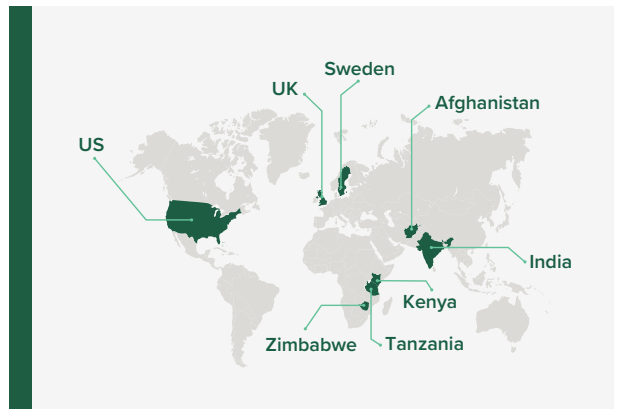 Sweden
UK
Afghanistan
US
India
Kenya
Zimbabwe
Tanzania